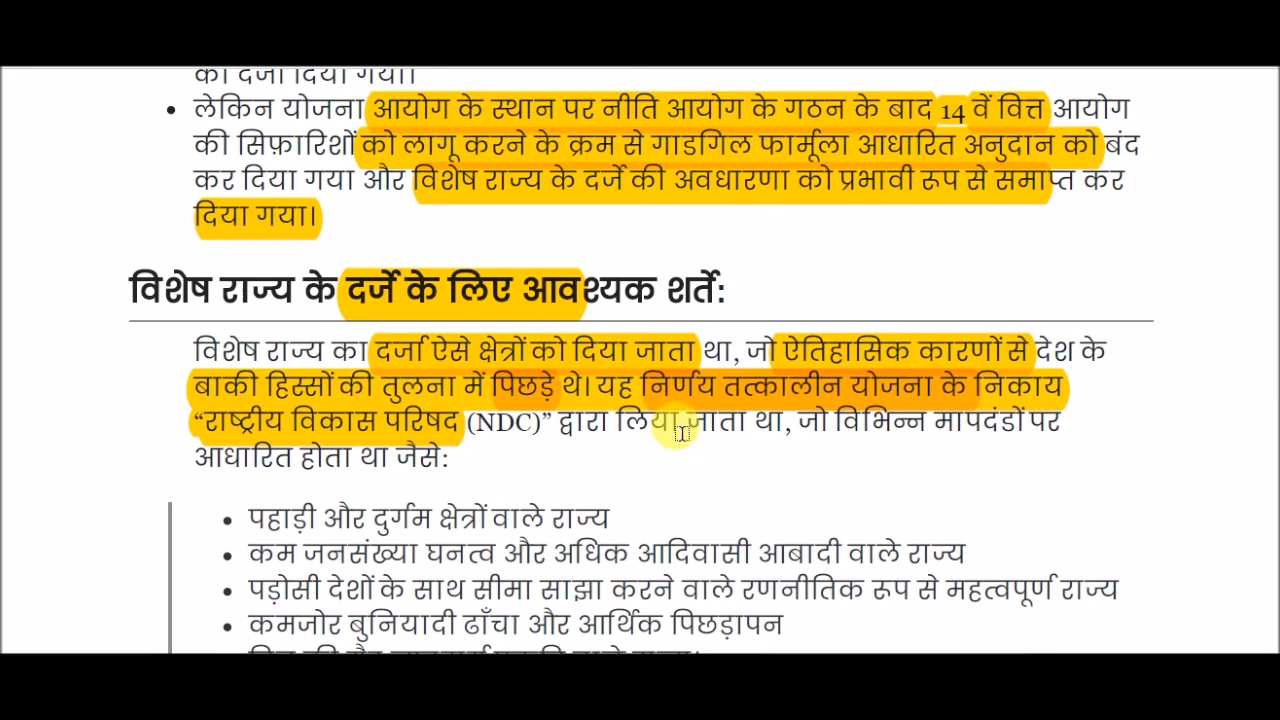 को दर्जा दिया गया।
लेकिन योजना आयोग के स्थान पर नीति आयोग के गठन के बाद 14 वें वित्त आयोग
की सिफ़ारिशों को लागू करने के क्रम से गाडगिल फार्मूला आधारित अनुदान को बंद
कर दिया गया और विशेष राज्य के दर्जे की अवधारणा को प्रभावी रूप से समाप्त कर
दिया गया।
विशेष राज्य के दर्जे के लिए आवश्यक शर्ते:
विशेष राज्य का दर्जा ऐसे क्षेत्रों को दिया जाता था, जो ऐतिहासिक कारणों से देश के
बाकी हिस्सों की तुलना में पिछड़े थे। यह निर्णय तत्कालीन योजना के निकाय
“राष्ट्रीय विकास परिषद (NDC)” द्वारा लिया जाता था, जो विभिन्न मापदंडों पर
आधारित होता था जैसे:
पहाड़ी और दुर्गम क्षेत्रों वाले राज्य
कम जनसंख्या घनत्व और अधिक आदिवासी आबादी वाले राज्य
पड़ोसी देशों के साथ सीमा साझा करने वाले रणनीतिक रूप से महत्वपूर्ण राज्य
कमजोर बुनियादी ढाँचा और आर्थिक पिछड़ापन